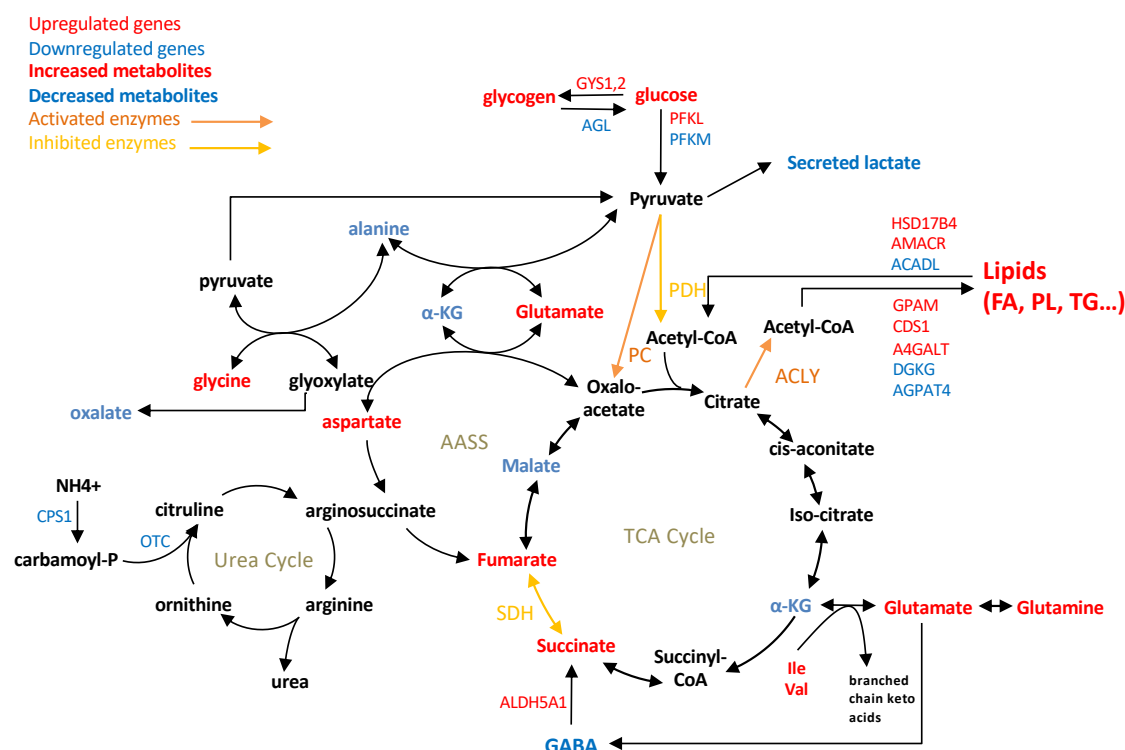 Upregulated genes
Downregulated genes
Increased metabolites
Decreased metabolites
Activated enzymes
Inhibited enzymes
GYS1,2
glycogen
glucose
AGL
PFKL
PFKM
Secreted lactate
Pyruvate
alanine
HSD17B4
AMACR
ACADL
pyruvate
Lipids
(FA, PL, TG...)
PDH
α-KG
Glutamate
GPAM
CDS1
A4GALT
DGKG
AGPAT4
Acetyl-CoA
Acetyl-CoA
PC
ACLY
glycine
glyoxylate
Oxalo-
acetate
Citrate
oxalate
aspartate
AASS
cis-aconitate
Malate
NH4+
CPS1
citruline
arginosuccinate
Iso-citrate
OTC
TCA Cycle
carbamoyl-P
Urea Cycle
Fumarate
ornithine
arginine
SDH
α-KG
Glutamate
Glutamine
Succinate
Succinyl-
CoA
Ile
Val
urea
branched
chain keto
acids
ALDH5A1
GABA